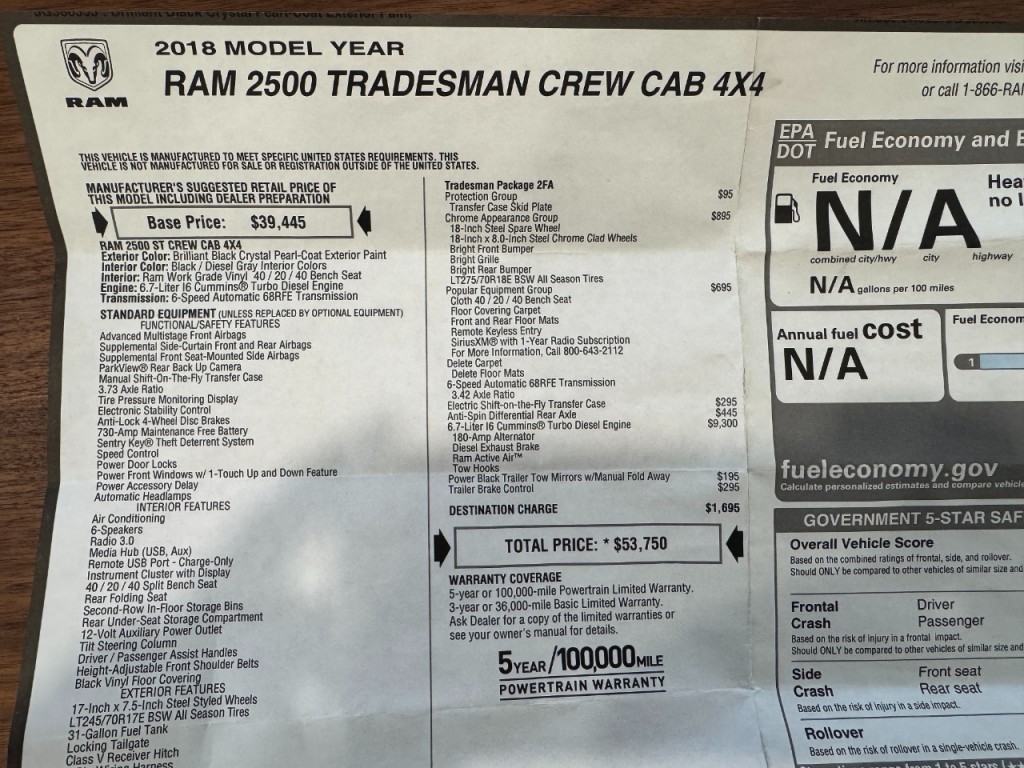 RAM
2018 MODEL YEAR
RAM 2500 TRADESMAN CREW CAB 4X4
For more information visi
or call 1-866-RA
THIS VEHICLE IS MANUFACTURED TO MEET SPECIFIC UNITED STATES REQUIREMENTS. THIS
VEHICLE IS NOT MANUFACTURED FOR SALE OR REGISTRATION OUTSIDE OF THE UNITED STATES.
MANUFACTURER'S SUGGESTED RETAIL PRICE OF
THIS MODEL INCLUDING DEALER PREPARATION
Base Price: $39,445
RAM 2500 ST CREW CAB 4X4
Exterior Color: Brilliant Black Crystal Pearl-Coat Exterior Paint
Interior Color: Black / Diesel Gray Interior Colors
Interior: Ram Work Grade Vinyl 40 / 20 / 40 Bench Seat
Engine: 6.7-Liter I6 Cummins® Turbo Diesel Engine
Transmission: 6-Speed Automatic 68RFE Transmission
STANDARD EQUIPMENT (UNLESS REPLACED BY OPTIONAL EQUIPMENT)
FUNCTIONAL/SAFETY FEATURES
Advanced Multistage Front Airbags
Supplemental Side-Curtain Front and Rear Airbags
Supplemental Front Seat-Mounted Side Airbags
ParkView® Rear Back Up Camera
Manual Shift-On-The-Fly Transfer Case
3.73 Axle Ratio
Tire Pressure Monitoring Display
Electronic Stability Control
Anti-Lock 4-Wheel Disc Brakes
730-Amp Maintenance Free Battery
Sentry Key® Theft Deterrent System
Speed Control
Power Door Locks
Power Front Windows w/ 1-Touch Up and Down Feature
Power Accessory Delay
Automatic Headlamps
INTERIOR FEATURES
Air Conditioning
6-Speakers
Radio 3.0
Media Hub (USB, Aux)
Remote USB Port - Charge-Only
Instrument Cluster with Display
40 / 20 / 40 Split Bench Seat
Rear Folding Seat
Second-Row In-Floor Storage Bins
Rear Under-Seat Storage Compartment
12-Volt Auxiliary Power Outlet
Tilt Steering Column
Driver / Passenger Assist Handles
Height-Adjustable Front Shoulder Belts
Black Vinyl Floor Covering
EXTERIOR FEATURES
17-Inch x 7.5-Inch Steel Styled Wheels
LT245/70R17E BSW All Season Tires
31-Gallon Fuel Tank
Locking Tailgate
Class V Receiver Hitch
Wiring Harness
Tradesman Package 2FA
Protection Group $95
Transfer Case Skid Plate
Chrome Appearance Group $895
18-Inch Steel Spare Wheel
18-Inch x 8.0-Inch Steel Chrome Clad Wheels
Bright Front Bumper
Bright Grille
Bright Rear Bumper
LT275/70R18E BSW All Season Tires
Popular Equipment Group $695
Cloth 40 / 20 / 40 Bench Seat
Floor Covering Carpet
Front and Rear Floor Mats
Remote Keyless Entry
SiriusXM® with 1-Year Radio Subscription
For More Information, Call 800-643-2112
Delete Carpet
Delete Floor Mats
6-Speed Automatic 68RFE Transmission
3.42 Axle Ratio
Electric Shift-on-the-Fly Transfer Case $295
Anti-Spin Differential Rear Axle $445
6.7-Liter I6 Cummins® Turbo Diesel Engine $9,300
180-Amp Alternator
Diesel Exhaust Brake
Ram Active Air™
Tow Hooks
Power Black Trailer Tow Mirrors w/Manual Fold Away $195
Trailer Brake Control $295
DESTINATION CHARGE $1,695
TOTAL PRICE: * $53,750
WARRANTY COVERAGE
5-year or 100,000-mile Powertrain Limited Warranty.
3-year or 36,000-mile Basic Limited Warranty.
Ask Dealer for a copy of the limited warranties or
see your owner's manual for details.
5YEAR/100,000MILE
POWERTRAIN WARRANTY
EPA
DOT
Fuel Economy and E
Fuel Economy
N/A
Hea
no l
combined city/hwy city highway
N/A gallons per 100 miles
Annual fuel cost
N/A
Fuel Econom
1
fueleconomy.gov
Calculate personalized estimates and compare vehicle
GOVERNMENT 5-STAR SAF
Overall Vehicle Score
Based on the combined ratings of frontal, side, and rollover.
Should ONLY be compared to other vehicles of similar size and
Frontal Driver
Crash Passenger
Based on the risk of injury in a frontal impact.
Should ONLY be compared to other vehicles of similar size and
Side Front seat
Crash Rear seat
Based on the risk of injury in a side impact.
Rollover
Based on the risk of rollover in a single-vehicle crash.